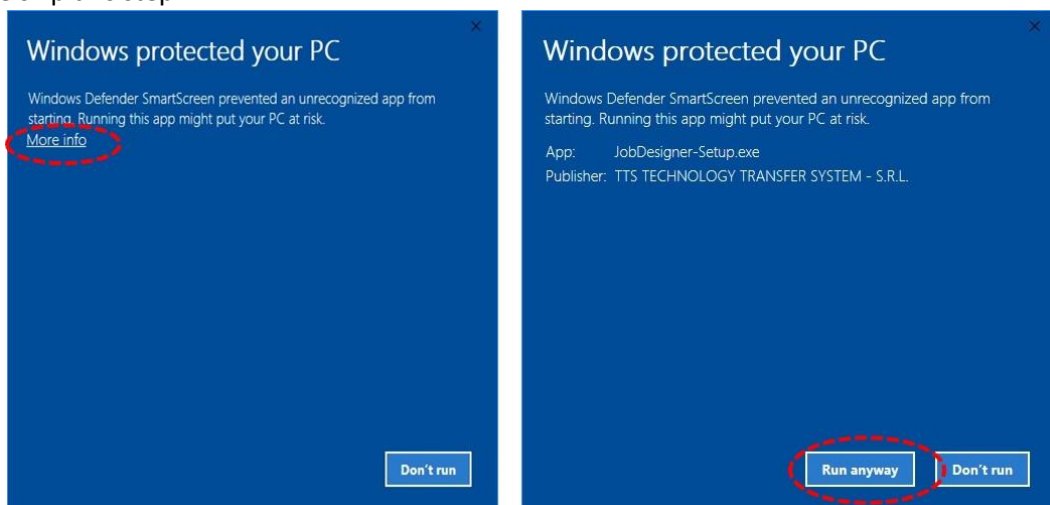 Windows protected your PC
Windows Defender SmartScreen prevented an unrecognized app from
starting. Running this app might put your PC at risk.
More info
Don't run
Windows protected your PC
Windows Defender SmartScreen prevented an unrecognized app from
starting. Running this app might put your PC at risk.
App: JobDesigner-Setup.exe
Publisher: TTS TECHNOLOGY TRANSFER SYSTEM - S.R.L.
Run anyway
Don't run